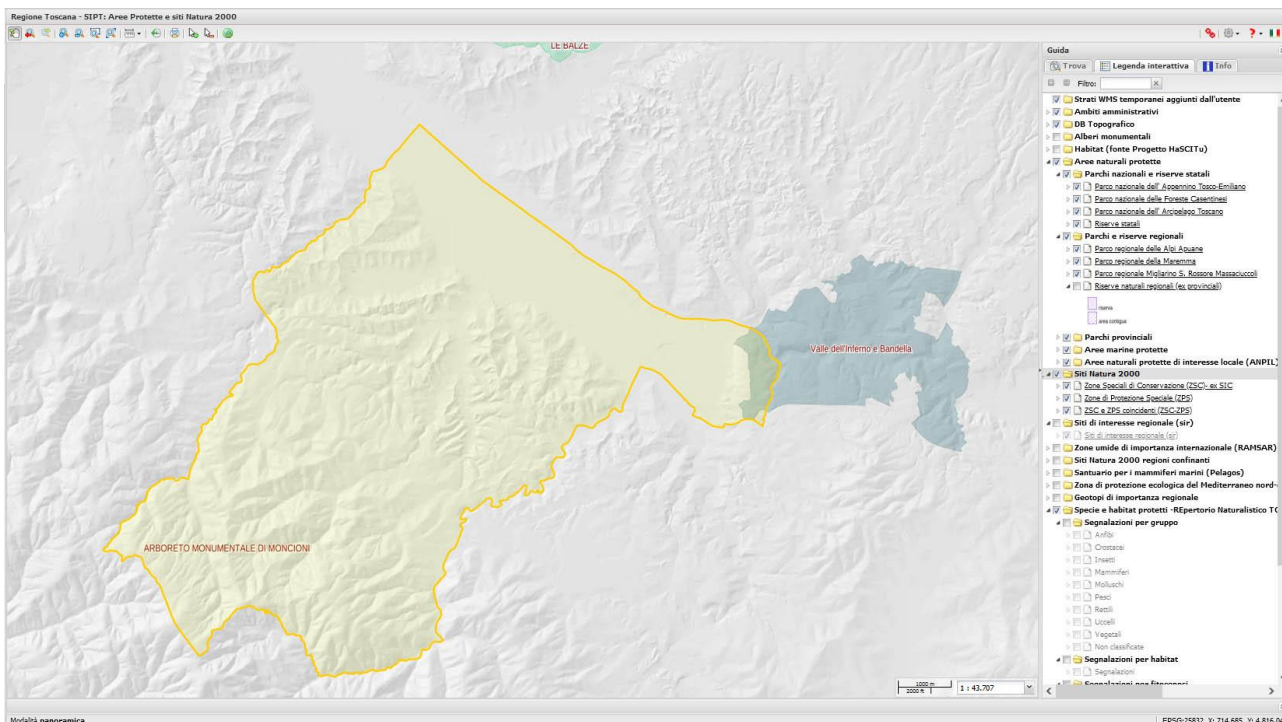 Regione Toscana - SIPT: Aree Protette e siti Natura 2000
Guida
Trova Legenda interattiva Info
Filtro:
Strati WMS temporanei aggiunti dall'utente
Ambiti amministrativi
DB Topografico
Alberi monumentali
Habitat (fonte Progetto HaSCITu)
Aree naturali protette
Parchi nazionali e riserve statali
Parco nazionale dell' Appennino Tosco-Emiliano
Parco nazionale delle Foreste Casentinesi
Parco nazionale dell' Arcipelago Toscano
Riserve statali
Parchi e riserve regionali
Parco regionale delle Alpi Apuane
Parco regionale della Maremma
Parco regionale Migliarino S. Rossore Massaciuccoli
Riserve naturali regionali (ex provinciali)
riserva
area contigua
Parchi provinciali
Aree marine protette
Aree naturali protette di interesse locale (ANPIL)
Siti Natura 2000
Zone Speciali di Conservazione (ZSC)- ex SIC
Zone di Protezione Speciale (ZPS)
ZSC e ZPS coincidenti (ZSC-ZPS)
Siti di interesse regionale (sir)
Siti di interesse regionale (sir)
Zone umide di importanza internazionale (RAMSAR)
Siti Natura 2000 regioni confinanti
Santuario per i mammiferi marini (Pelagos)
Zona di protezione ecologica del Mediterraneo nord-
Geotopi di importanza regionale
Specie e habitat protetti -REpertorio Naturalistico TO
Segnalazioni per gruppo
Anfibi
Crostacei
Insetti
Mammiferi
Molluschi
Pesci
Rettili
Uccelli
Vegetali
Non classificate
Segnalazioni per habitat
Segnalazioni
Segnalazioni per fitocenosi
LE BALZE
Valle dell'Inferno e Bandella
ARBORETO MONUMENTALE DI MONCIONI
1000 m
2000 ft
1 : 43.707
Modalità panoramica
EPSG:25832 X: 714.685, Y: 4.816.0